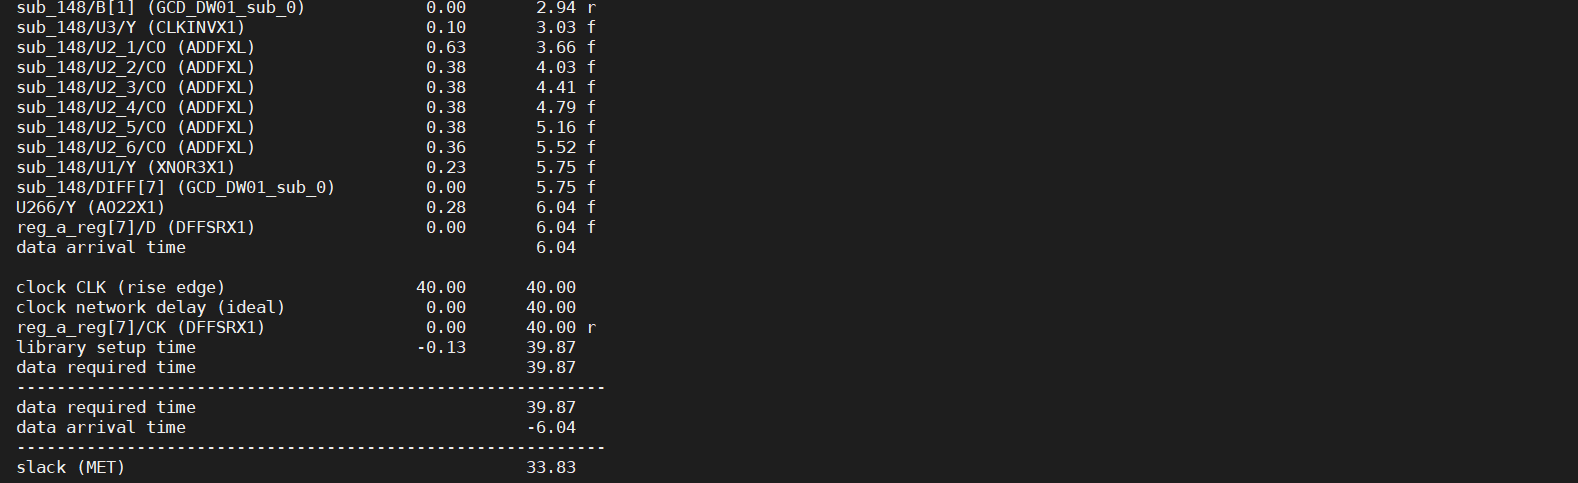 sub_148/B[1] (GCD_DW01_sub_0) 0.00 2.94 r
sub_148/U3/Y (CLKINVX1) 0.10 3.03 f
sub_148/U2_1/CO (ADDFXL) 0.63 3.66 f
sub_148/U2_2/CO (ADDFXL) 0.38 4.03 f
sub_148/U2_3/CO (ADDFXL) 0.38 4.41 f
sub_148/U2_4/CO (ADDFXL) 0.38 4.79 f
sub_148/U2_5/CO (ADDFXL) 0.38 5.16 f
sub_148/U2_6/CO (ADDFXL) 0.36 5.52 f
sub_148/U1/Y (XNOR3X1) 0.23 5.75 f
sub_148/DIFF[7] (GCD_DW01_sub_0) 0.00 5.75 f
U266/Y (AO22X1) 0.28 6.04 f
reg_a_reg[7]/D (DFFSRX1) 0.00 6.04 f
data arrival time 6.04
clock CLK (rise edge) 40.00 40.00
clock network delay (ideal) 0.00 40.00
reg_a_reg[7]/CK (DFFSRX1) 0.00 40.00 r
library setup time -0.13 39.87
data required time 39.87
-----------------------------------------------------------
data required time 39.87
data arrival time -6.04
-----------------------------------------------------------
slack (MET) 33.83